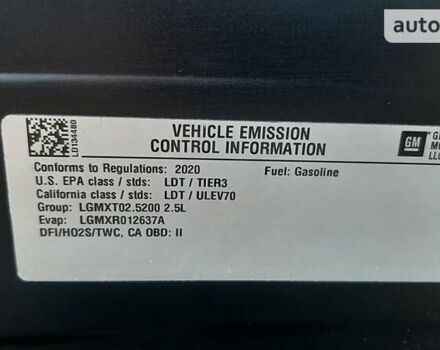 auto
LD134480
VEHICLE EMISSION
CONTROL INFORMATION
GM
Conforms to Regulations: 2020 Fuel: Gasoline
U.S. EPA class / stds: LDT / TIER3
California class / stds: LDT / ULEV70
Group: LGMXT02.5200 2.5L
Evap: LGMXR012637A
DFI/HO2S/TWC, CA OBD: II